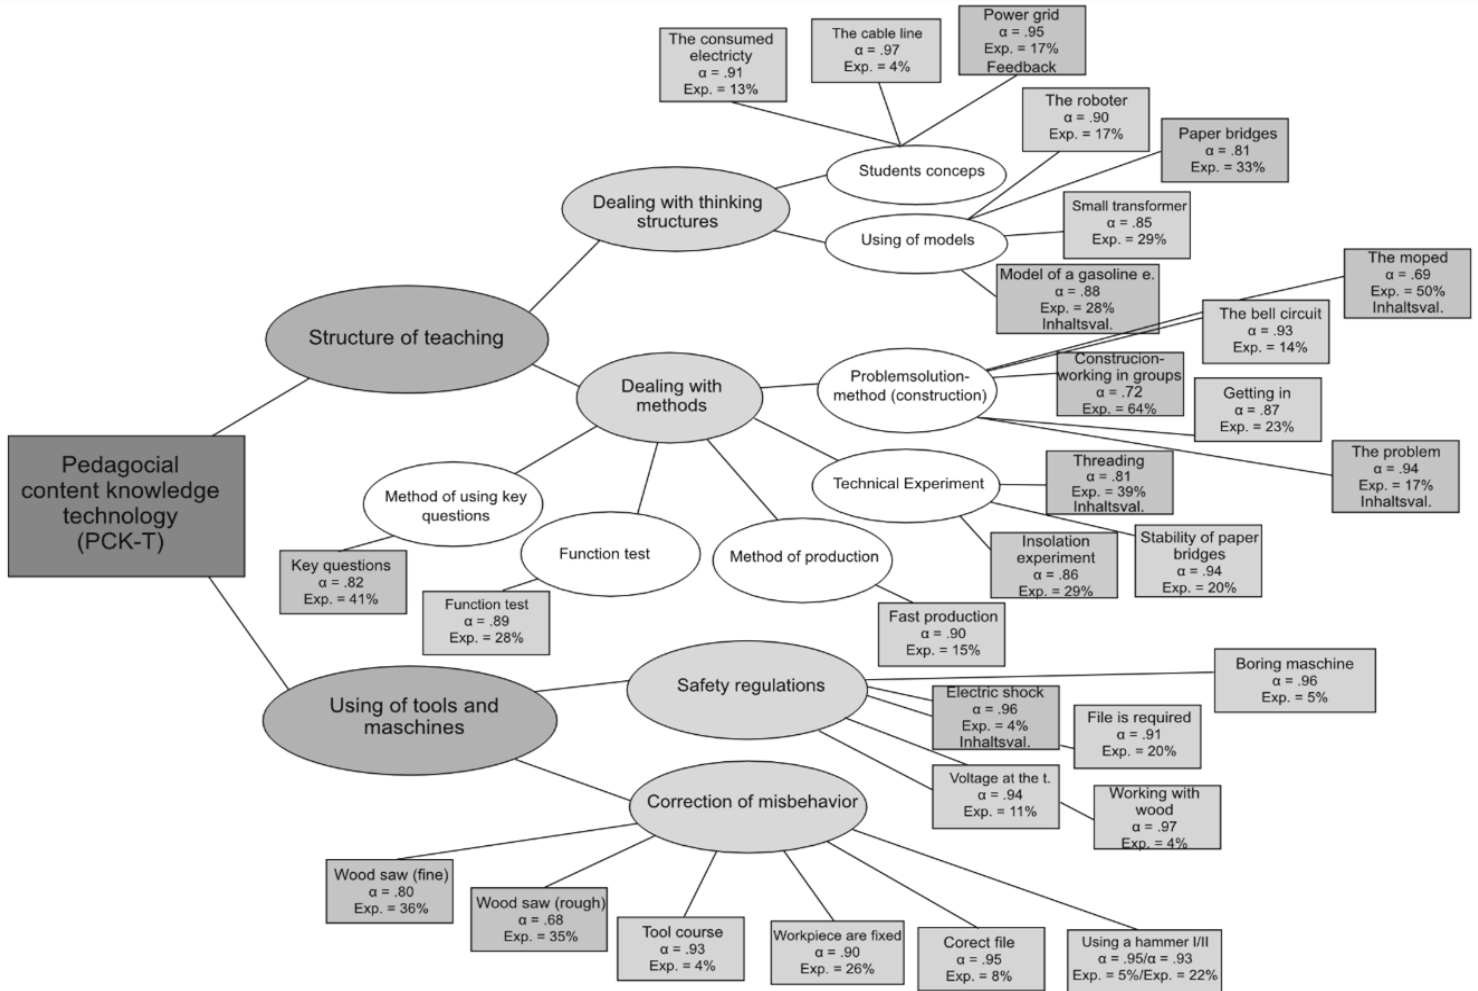 Power grid
α = .95
Exp. = 17%
Feedback
The consumed
electricty
α = .91
Exp. = 13%
The cable line
α = .97
Exp. = 4%
The roboter
α = .90
Exp. = 17%
Paper bridges
α = .81
Exp. = 33%
Students conceps
Dealing with thinking
structures
Small transformer
α = .85
Exp. = 29%
Using of models
Model of a gasoline e.
α = .88
Exp. = 28%
Inhaltsval.
The moped
α = .69
Exp. = 50%
Inhaltsval.
The bell circuit
α = .93
Exp. = 14%
Structure of teaching
Dealing with
methods
Problemsolution-
method (construction)
Construcion-
working in groups
α = .72
Exp. = 64%
Getting in
α = .87
Exp. = 23%
The problem
α = .94
Exp. = 17%
Inhaltsval.
Pedagocial
content knowledge
technology
(PCK-T)
Method of using key
questions
Technical Experiment
Threading
α = .81
Exp. = 39%
Inhaltsval.
Function test
Method of production
Insolation
experiment
α = .86
Exp. = 29%
Stability of paper
bridges
α = .94
Exp. = 20%
Key questions
α = .82
Exp. = 41%
Function test
α = .89
Exp. = 28%
Fast production
α = .90
Exp. = 15%
Using of tools and
maschines
Safety regulations
Boring maschine
α = .96
Exp. = 5%
Electric shock
α = .96
Exp. = 4%
Inhaltsval.
File is required
α = .91
Exp. = 20%
Voltage at the t.
α = .94
Exp. = 11%
Working with
wood
α = .97
Exp. = 4%
Correction of misbehavior
Wood saw (fine)
α = .80
Exp. = 36%
Wood saw (rough)
α = .68
Exp. = 35%
Tool course
α = .93
Exp. = 4%
Workpiece are fixed
α = .90
Exp. = 26%
Corect file
α = .95
Exp. = 8%
Using a hammer I/II
α = .95/α = .93
Exp. = 5%/Exp. = 22%